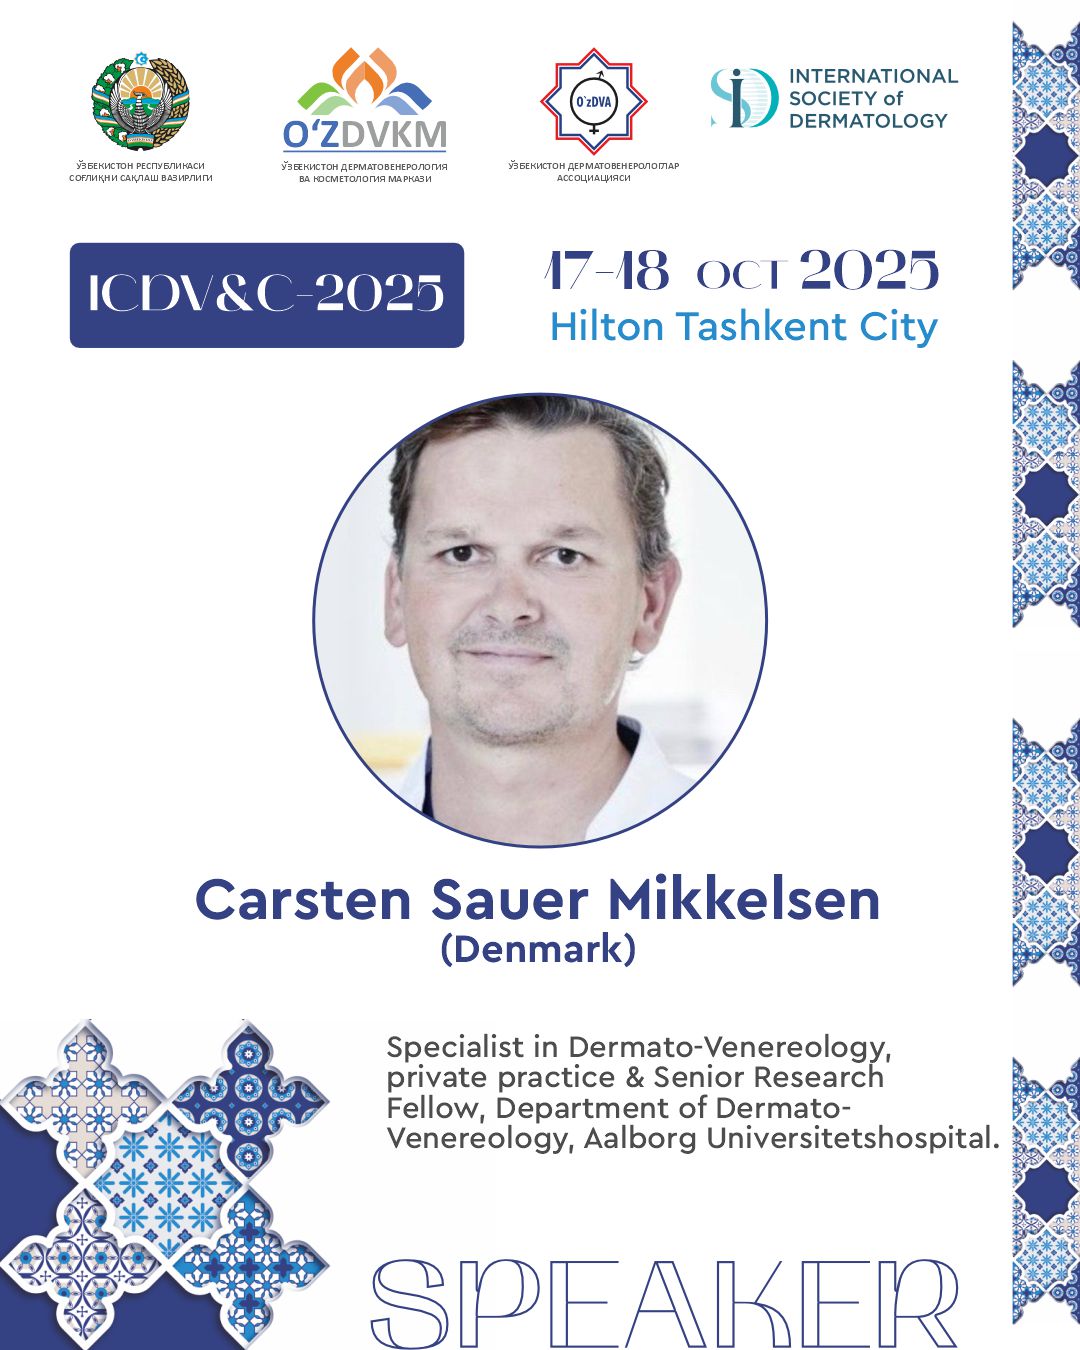 ЎЗБЕКИСТОН РЕСПУБЛИКАСИ
СОҒЛИҚНИ САҚЛАШ ВАЗИРЛИГИ
O‘ZDVKM
ЎЗБЕКИСТОН ДЕРМАТОВЕНЕРОЛОГИЯ
ВА КОСМЕТОЛОГИЯ МАРКАЗИ
O`zDVA
ЎЗБЕКИСТОН ДЕРМАТОВЕНЕРОЛОГЛАР
АССОЦИАЦИЯСИ
SiD
INTERNATIONAL
SOCIETY of
DERMATOLOGY
ICDV&C-2025
17-18 OCT 2025
Hilton Tashkent City
Carsten Sauer Mikkelsen
(Denmark)
Specialist in Dermato-Venereology,
private practice & Senior Research
Fellow, Department of Dermato-
Venereology, Aalborg Universitetshospital.
SPEAKER